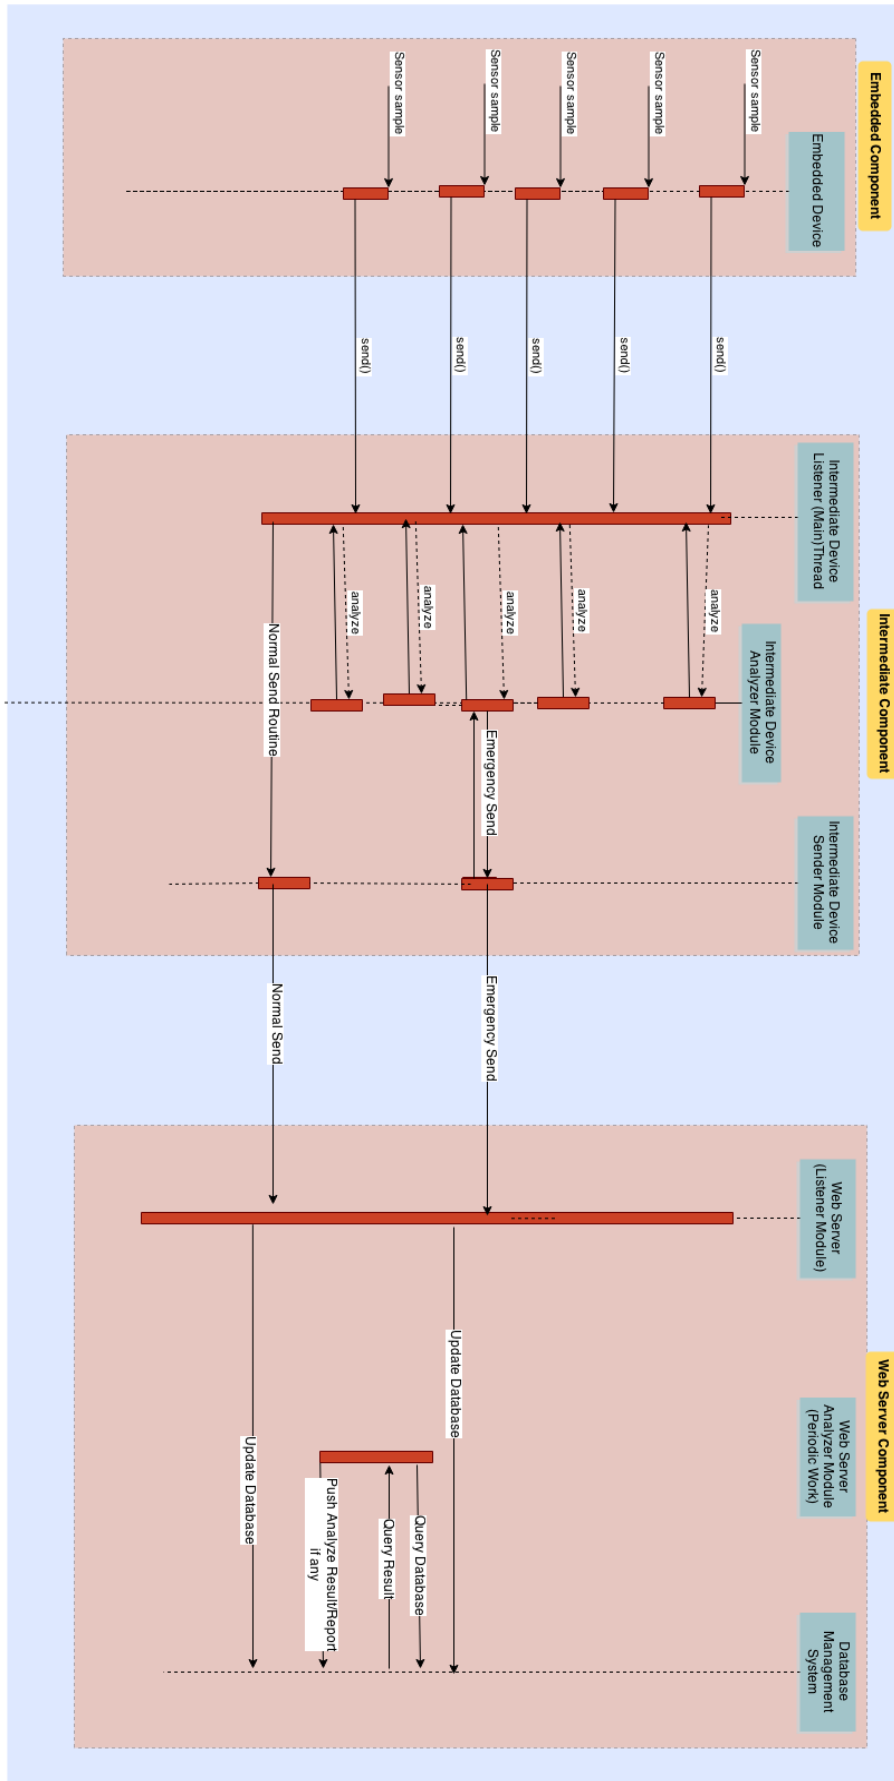 Embedded Component
Intermediate Component
Web Server Component
Embedded Device
Intermediate Device
Listener (Main)Thread
Intermediate Device
Analyzer Module
Intermediate Device
Sender Module
Web Server
(Listener Module)
Web Server
Analyzer Module
(Periodic Work)
Database
Management
System
Sensor sample
send()
analyze
Sensor sample
send()
analyze
Sensor sample
send()
analyze
Emergency Send
Emergency Send
Update Database
Sensor sample
send()
analyze
Query Database
Query Result
Sensor sample
send()
analyze
Push Analyze Result/Report
if any
Normal Send Routine
Normal Send
Update Database